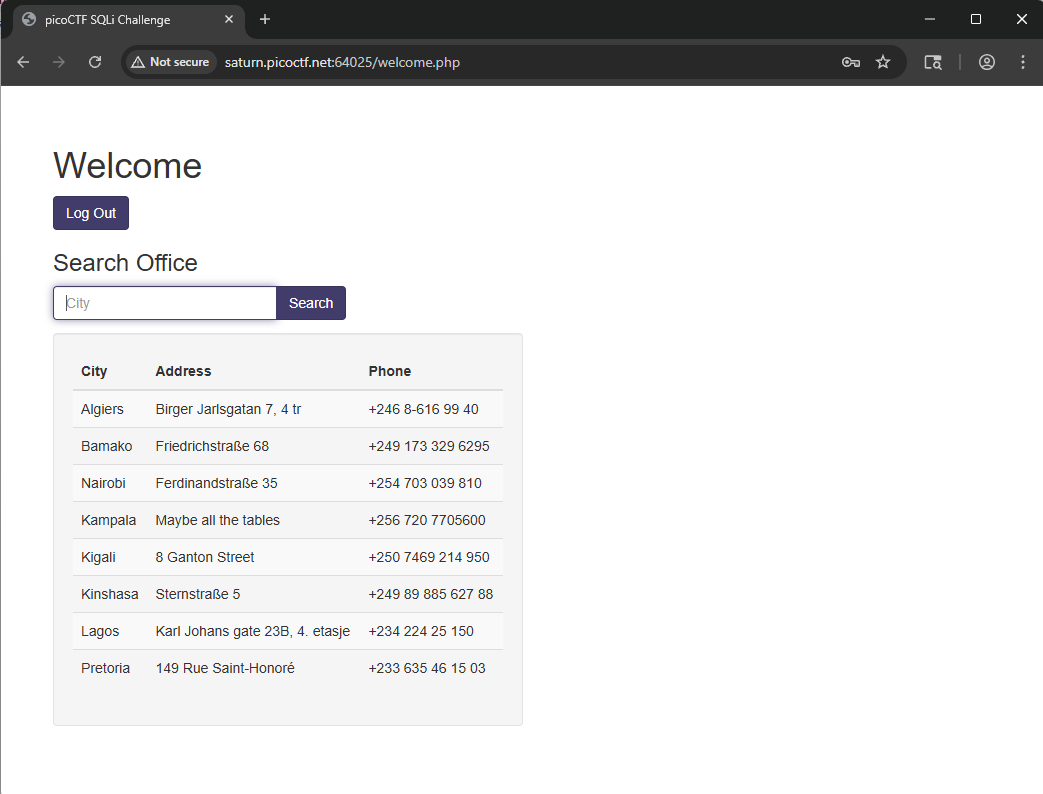 picoCTF SQLi Challenge
Not secure saturn.picoctf.net:64025/welcome.php
Welcome
Log Out
Search Office
City Search
City Address Phone
Algiers Birger Jarlsgatan 7, 4 tr +246 8-616 99 40
Bamako Friedrichstraße 68 +249 173 329 6295
Nairobi Ferdinandstraße 35 +254 703 039 810
Kampala Maybe all the tables +256 720 7705600
Kigali 8 Ganton Street +250 7469 214 950
Kinshasa Sternstraße 5 +249 89 885 627 88
Lagos Karl Johans gate 23B, 4. etasje +234 224 25 150
Pretoria 149 Rue Saint-Honoré +233 635 46 15 03